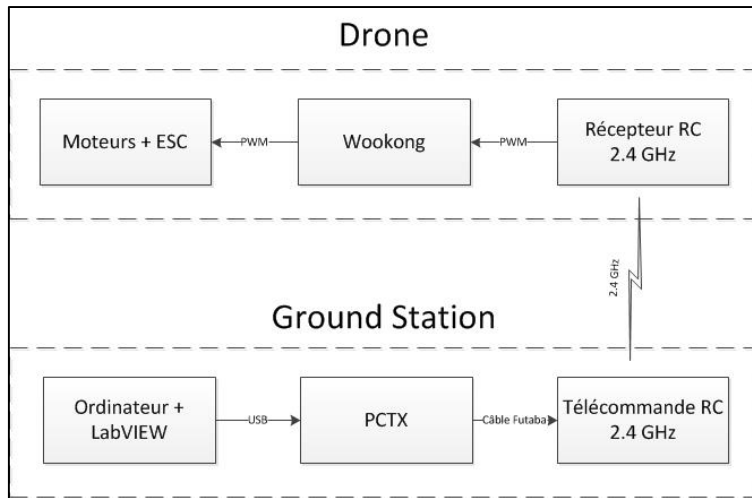 Drone
Moteurs + ESC
PWM
Wookong
PWM
Récepteur RC
2.4 GHz
2.4 GHz
Ground Station
Ordinateur +
LabVIEW
USB
PCTX
Câble Futaba
Télécommande RC
2.4 GHz